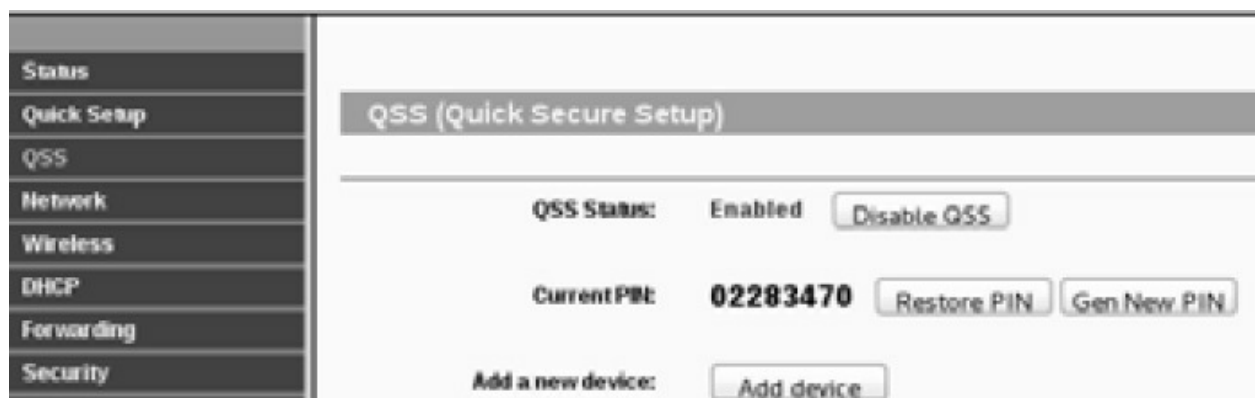 Status
Quick Setup
QSS
Network
Wireless
DHCP
Forwarding
Security
QSS (Quick Secure Setup)
QSS Status: Enabled Disable QSS
Current PIN: 02283470 Restore PIN Gen New PIN
Add a new device: Add device